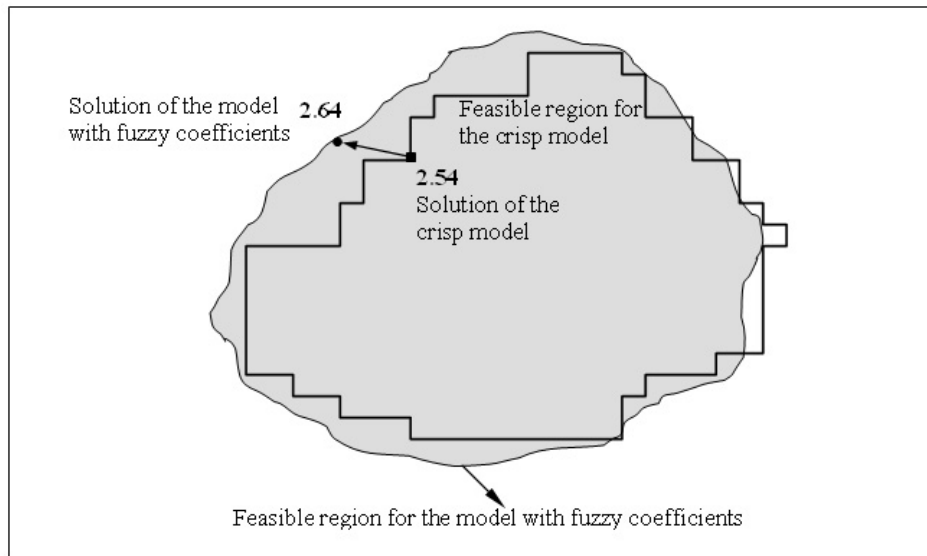 Solution of the model
with fuzzy coefficients
2.64
Feasible region for
the crisp model
2.54
Solution of the
crisp model
Feasible region for the model with fuzzy coefficients